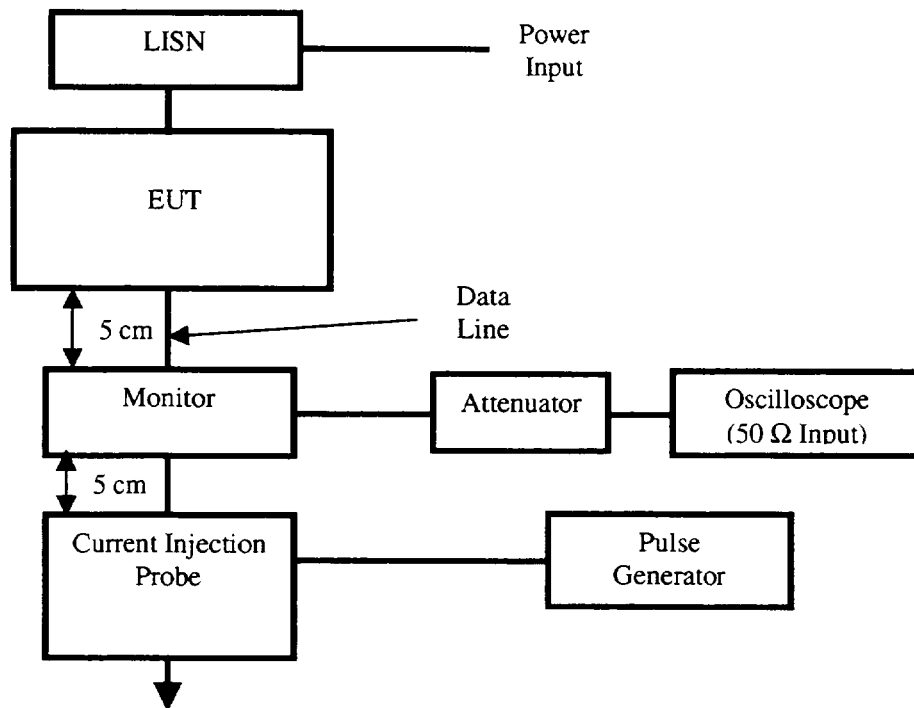 LISN
Power
Input
EUT
5 cm
Data
Line
Monitor
Attenuator
Oscilloscope
(50 Ω Input)
5 cm
Current Injection
Probe
Pulse
Generator